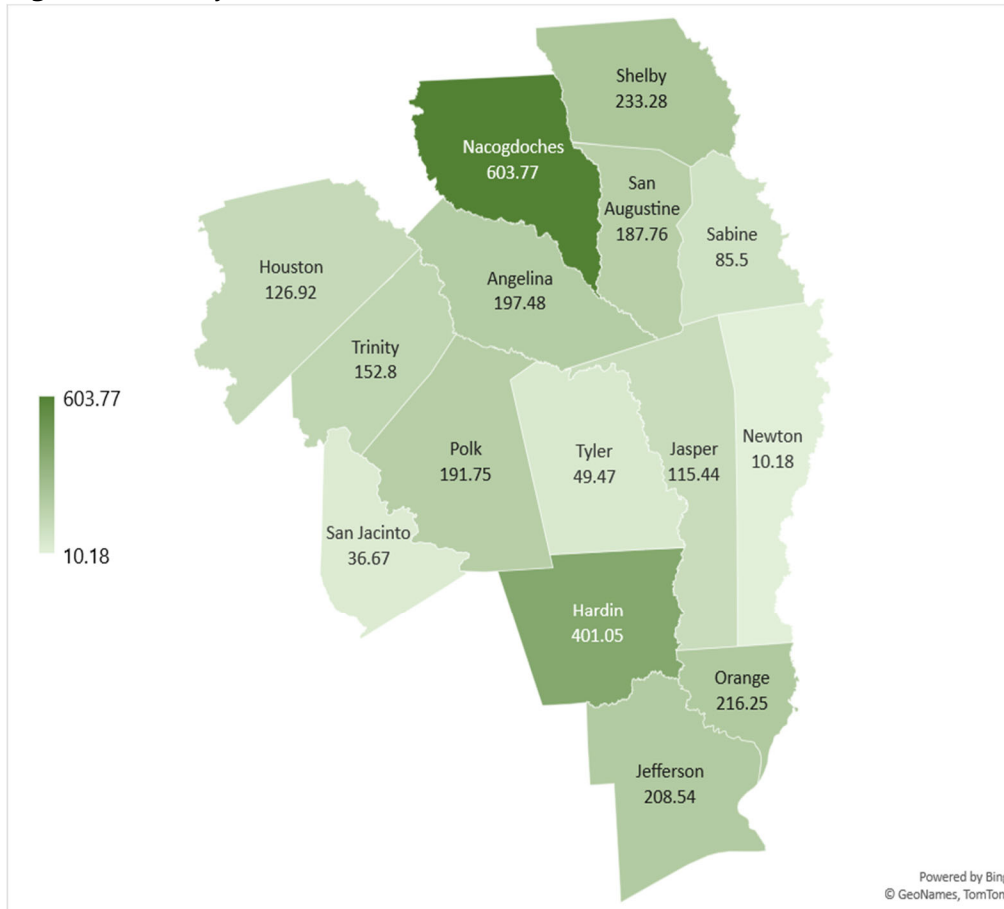 Shelby
233.28
Nacogdoches
603.77
San
Augustine
187.76
Sabine
85.5
Houston
126.92
Angelina
197.48
Trinity
152.8
603.77
10.18
Polk
191.75
Tyler
49.47
Jasper
115.44
Newton
10.18
San Jacinto
36.67
Hardin
401.05
Orange
216.25
Jefferson
208.54
Powered by Bing
© GeoNames, TomTom